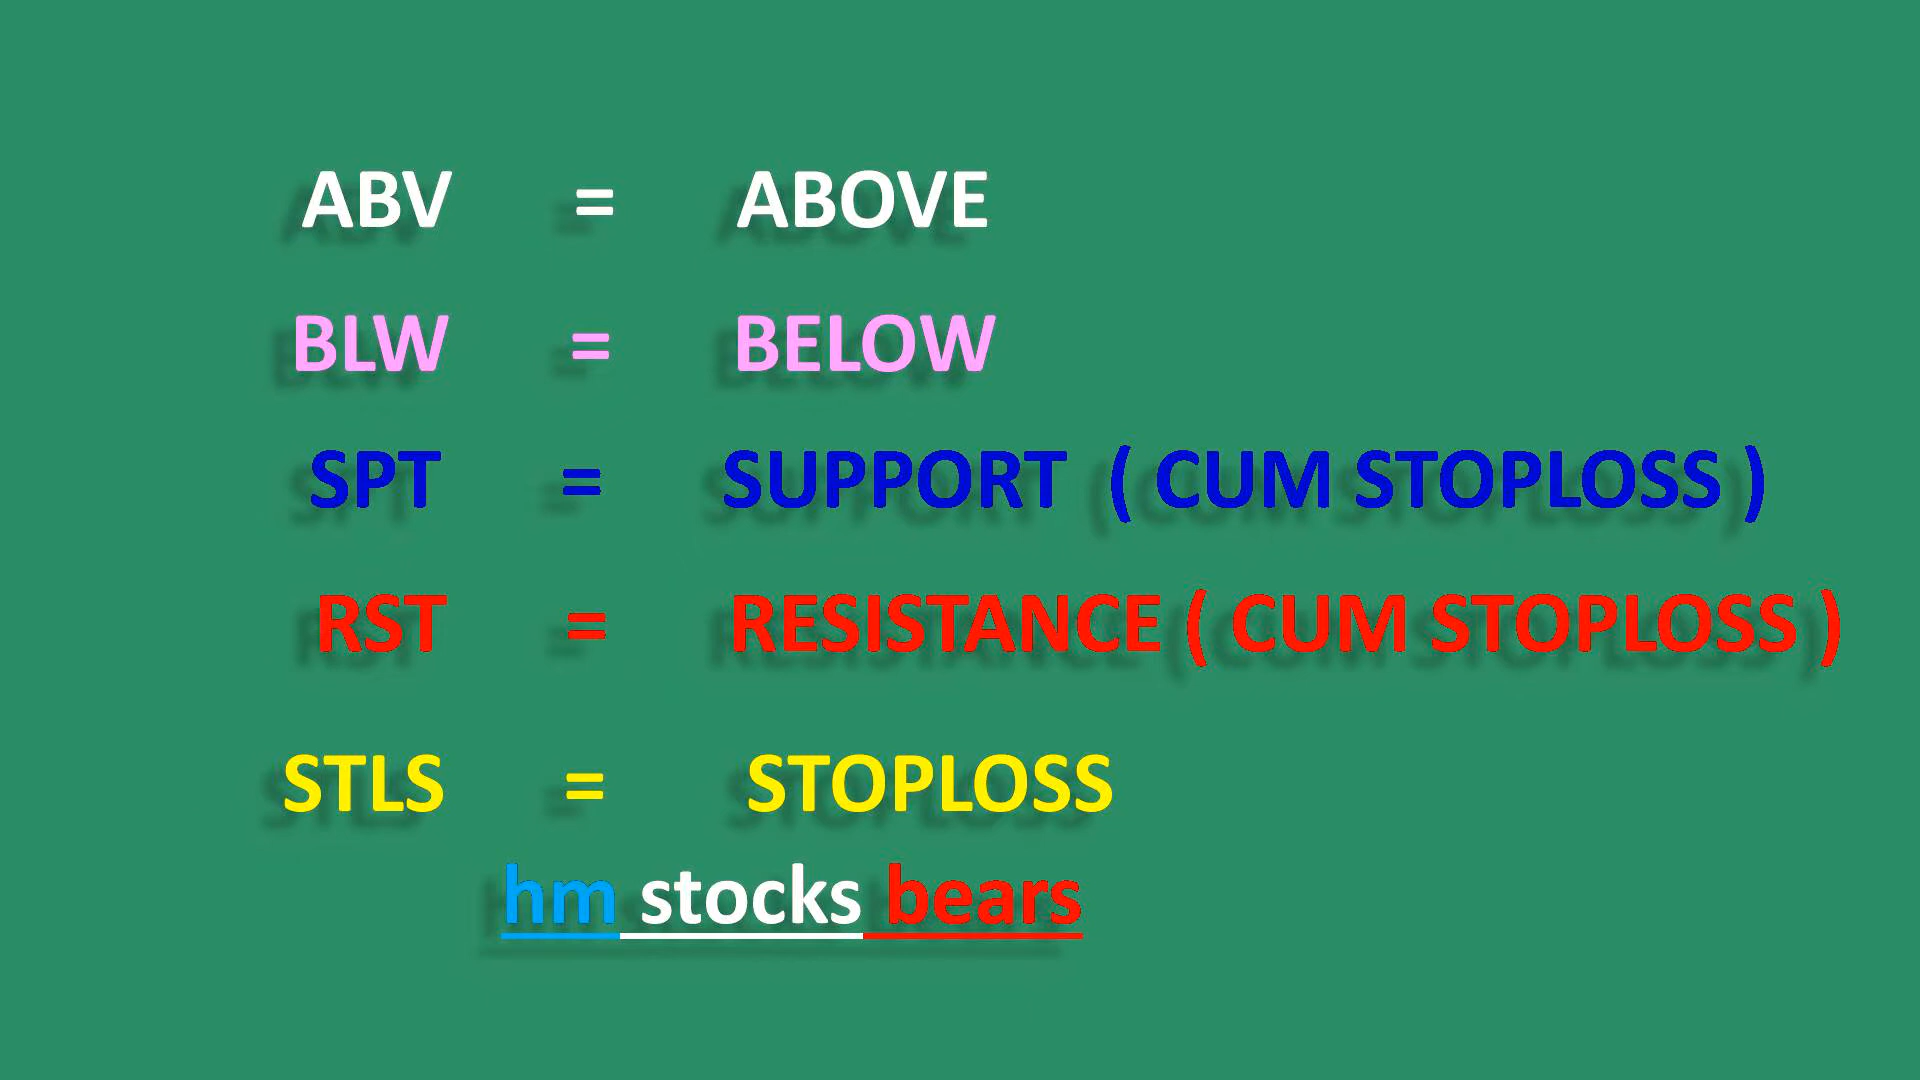 ABV = ABOVE
BLW = BELOW
SPT = SUPPORT ( CUM STOPLOSS )
RST = RESISTANCE ( CUM STOPLOSS )
STLS = STOPLOSS
hm stocks bears